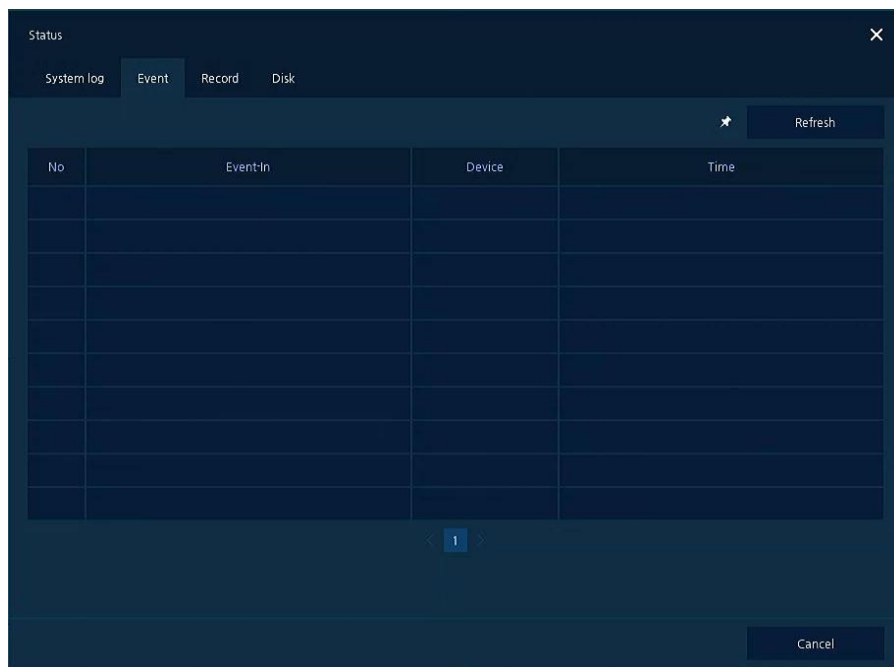 Status
System log Event Record Disk
Refresh
No Event-In Device Time
1
Cancel